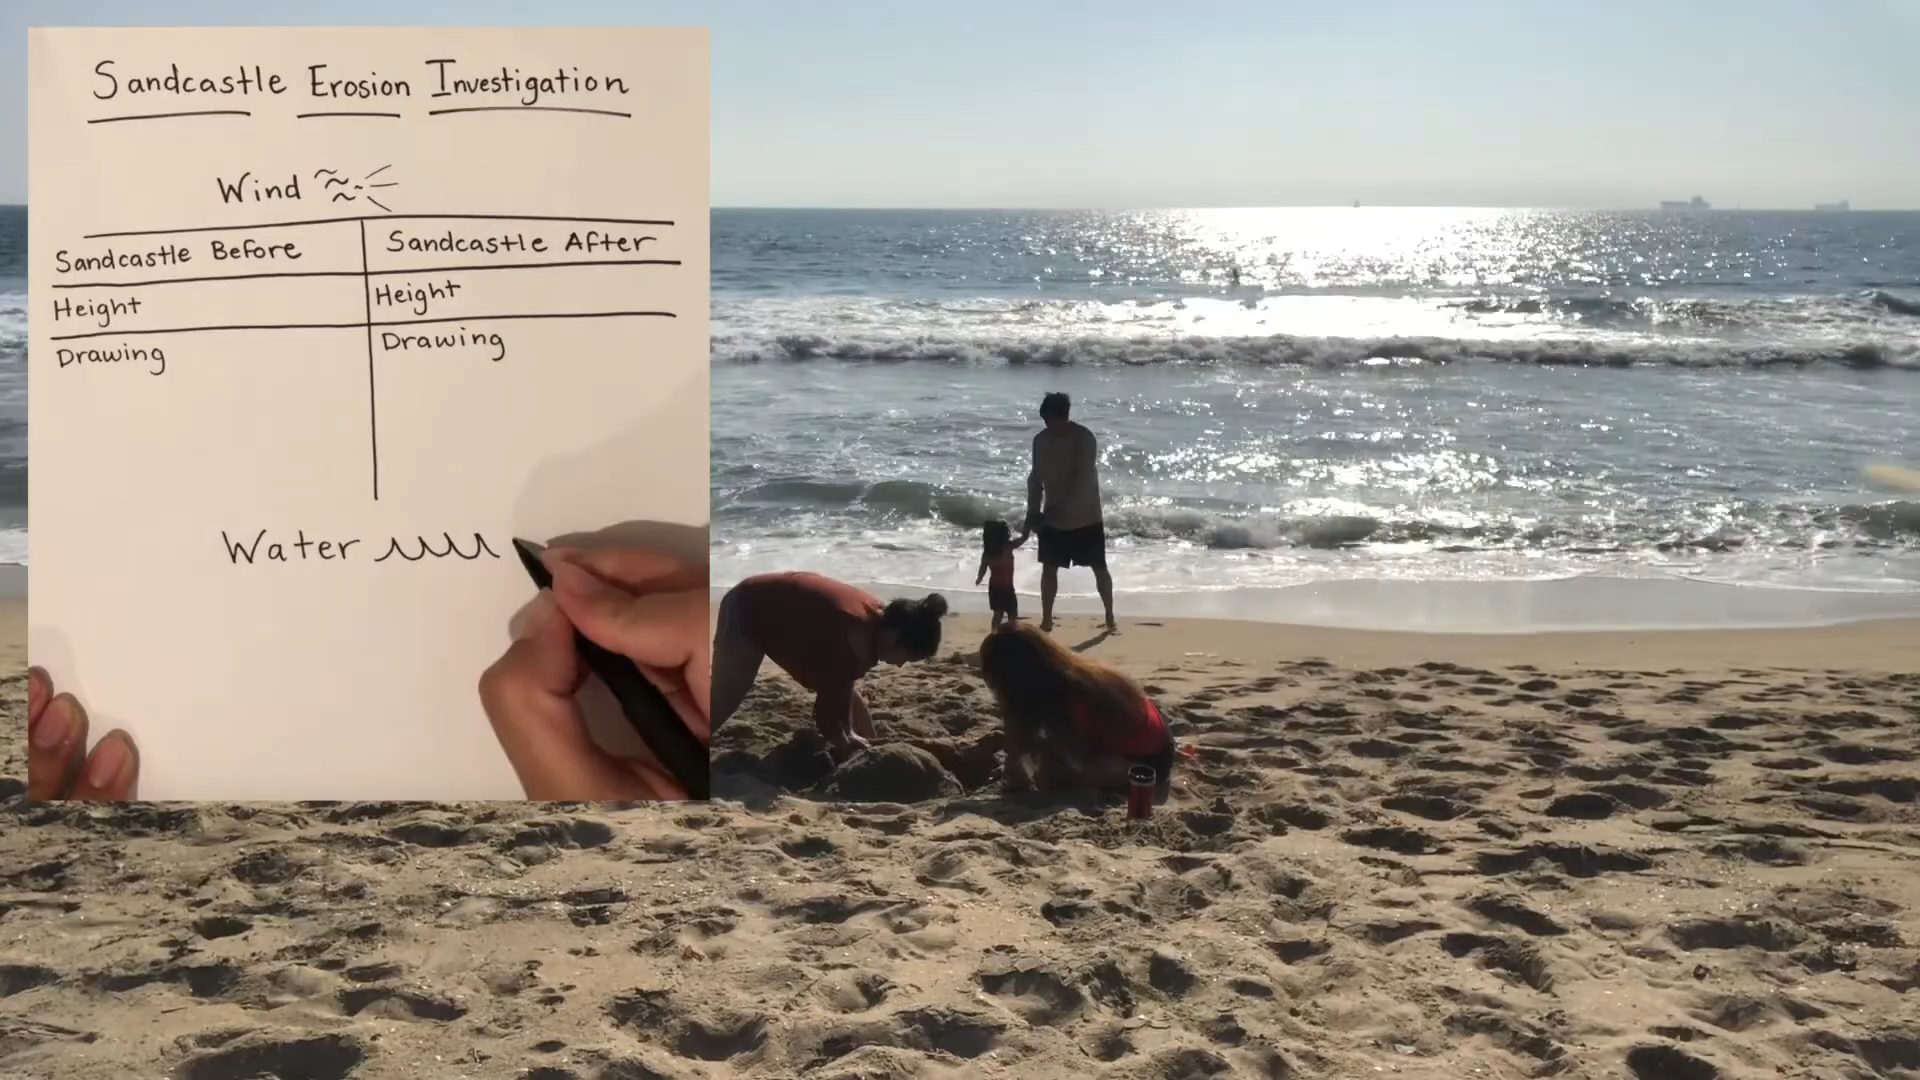 Sandcastle Erosion Investigation
Wind
Sandcastle Before
Sandcastle After
Height
Height
Drawing
Drawing
Water